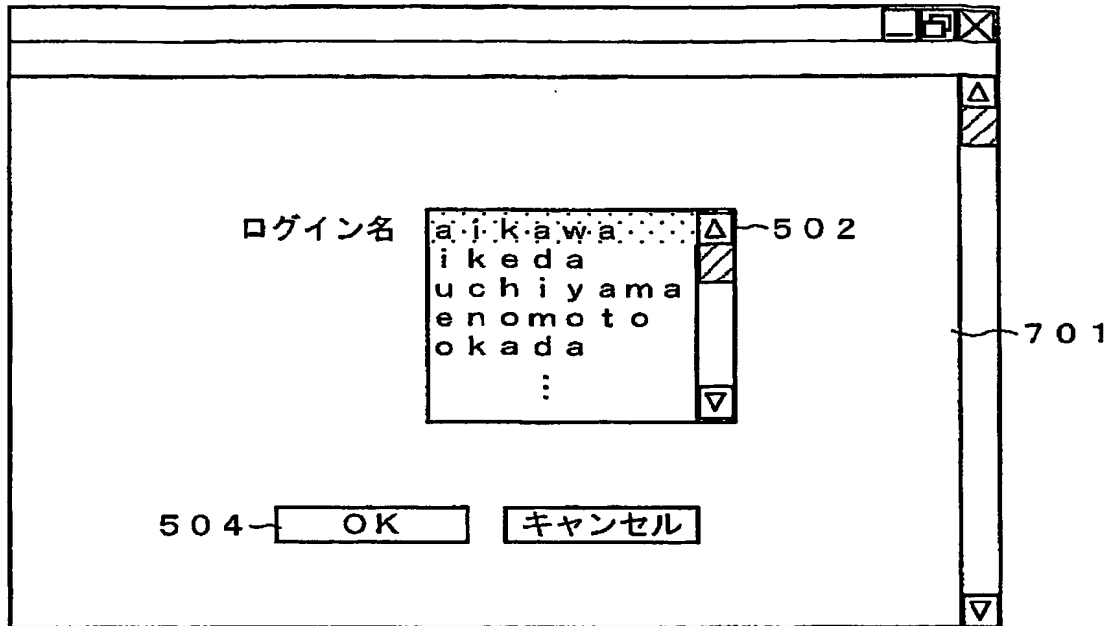 ログイン名
aikawa
ikeda
uchiyama
enomoto
okada
⋮
502
701
504
OK
キャンセル